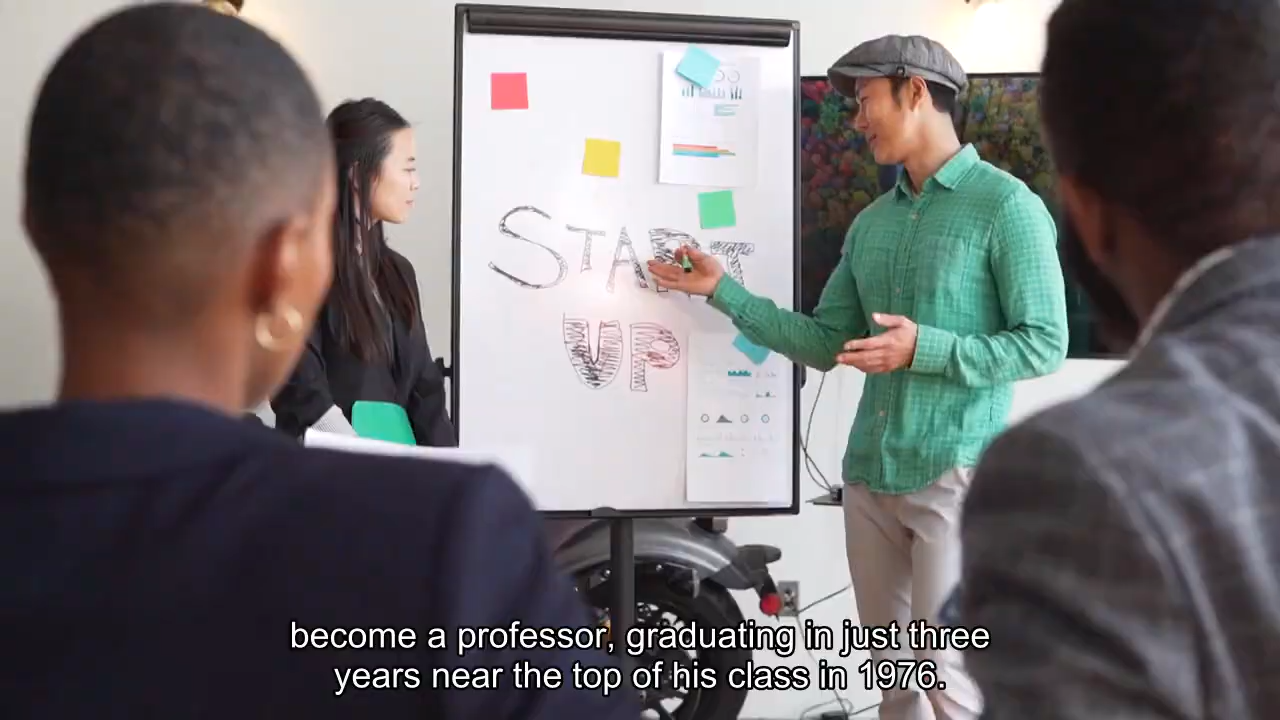 START
UP
become a professor, graduating in just three
years near the top of his class in 1976.